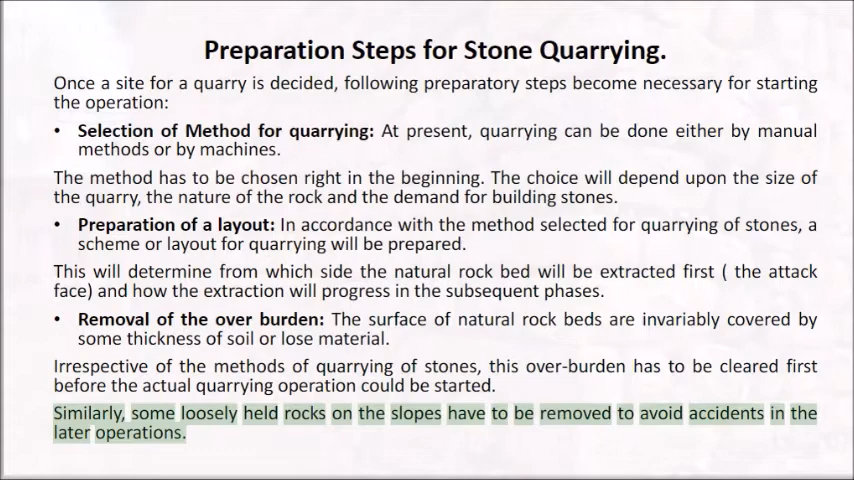 Preparation Steps for Stone Quarrying.
Once a site for a quarry is decided, following preparatory steps become necessary for starting
the operation:
• Selection of Method for quarrying: At present, quarrying can be done either by manual
methods or by machines.
The method has to be chosen right in the beginning. The choice will depend upon the size of
the quarry, the nature of the rock and the demand for building stones.
• Preparation of a layout: In accordance with the method selected for quarrying of stones, a
scheme or layout for quarrying will be prepared.
This will determine from which side the natural rock bed will be extracted first ( the attack
face) and how the extraction will progress in the subsequent phases.
• Removal of the over burden: The surface of natural rock beds are invariably covered by
some thickness of soil or lose material.
Irrespective of the methods of quarrying of stones, this over-burden has to be cleared first
before the actual quarrying operation could be started.
Similarly, some loosely held rocks on the slopes have to be removed to avoid accidents in the
later operations.